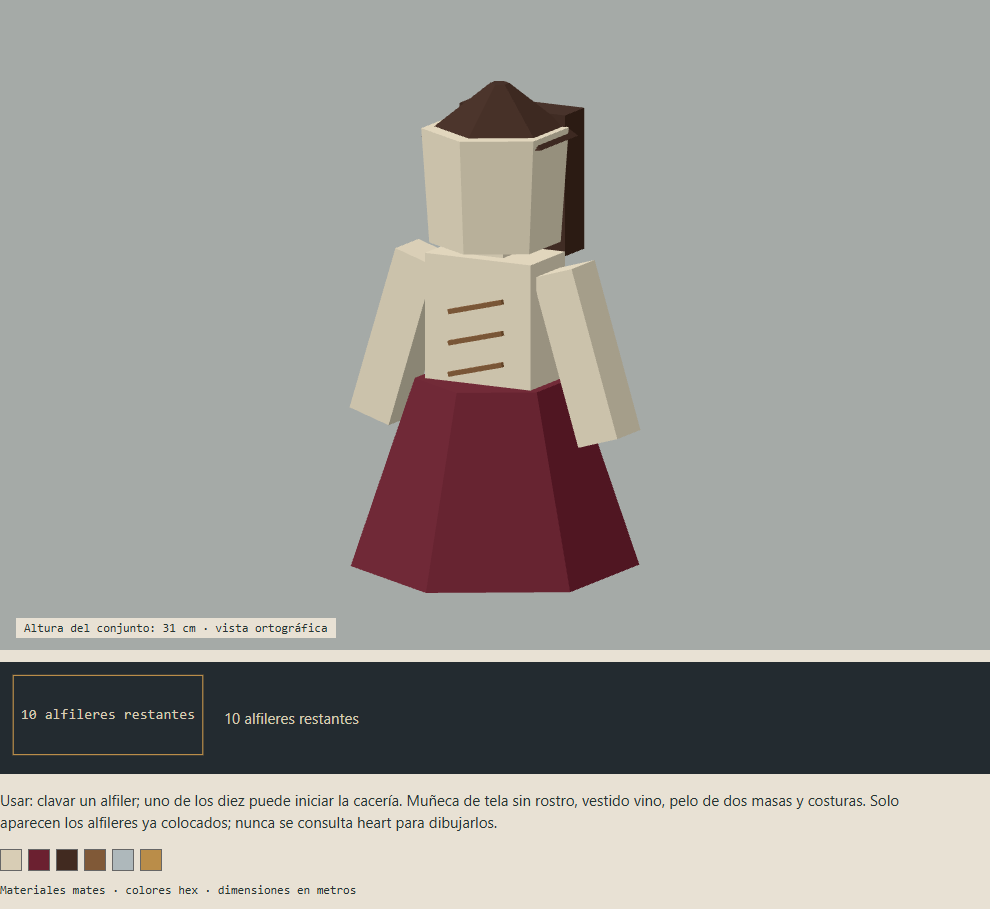 Altura del conjunto: 31 cm · vista ortográfica
10 alfileres restantes
10 alfileres restantes
Usar: clavar un alfiler; uno de los diez puede iniciar la cacería. Muñeca de tela sin rostro, vestido vino, pelo de dos masas y costuras. Solo
aparecen los alfileres ya colocados; nunca se consulta heart para dibujarlos.
Materiales mates · colores hex · dimensiones en metros